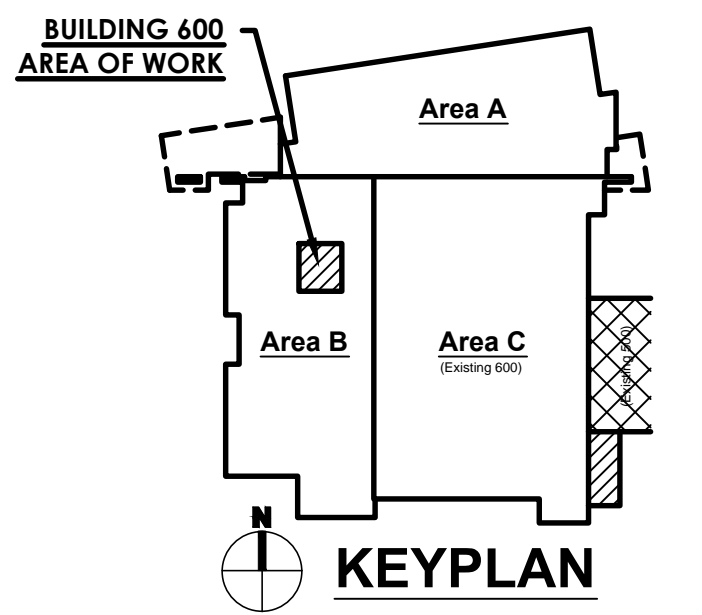 BUILDING 600
AREA OF WORK
Area A
Area B
Area C
(Existing 600)
(Existing 500)
N
KEYPLAN